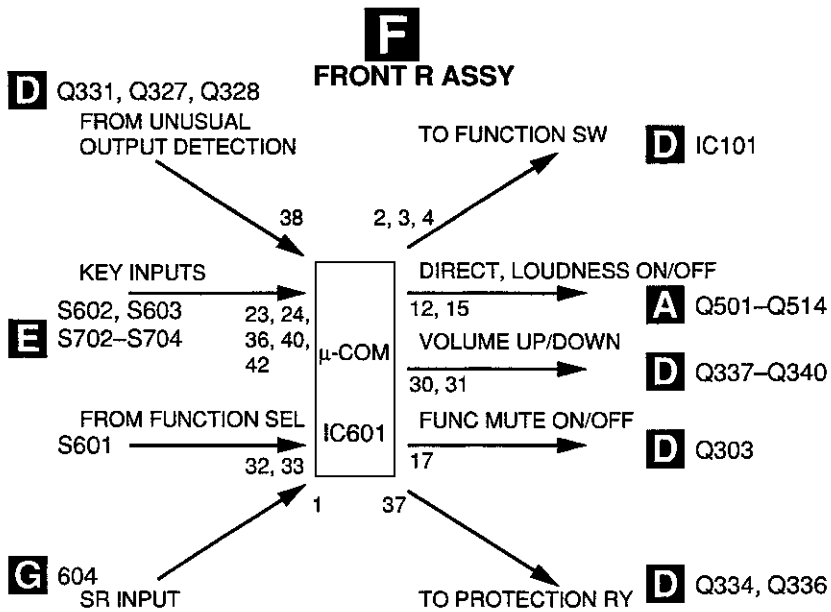 F
FRONT R ASSY
D Q331, Q327, Q328
FROM UNUSUAL
OUTPUT DETECTION
TO FUNCTION SW
D IC101
38
2, 3, 4
KEY INPUTS
S602, S603
E S702–S704
23, 24,
36, 40,
42
DIRECT, LOUDNESS ON/OFF
12, 15
A Q501–Q514
μ-COM
IC601
VOLUME UP/DOWN
30, 31
D Q337–Q340
FROM FUNCTION SEL
S601
32, 33
FUNC MUTE ON/OFF
17
D Q303
1
37
G 604
SR INPUT
TO PROTECTION RY
D Q334, Q336